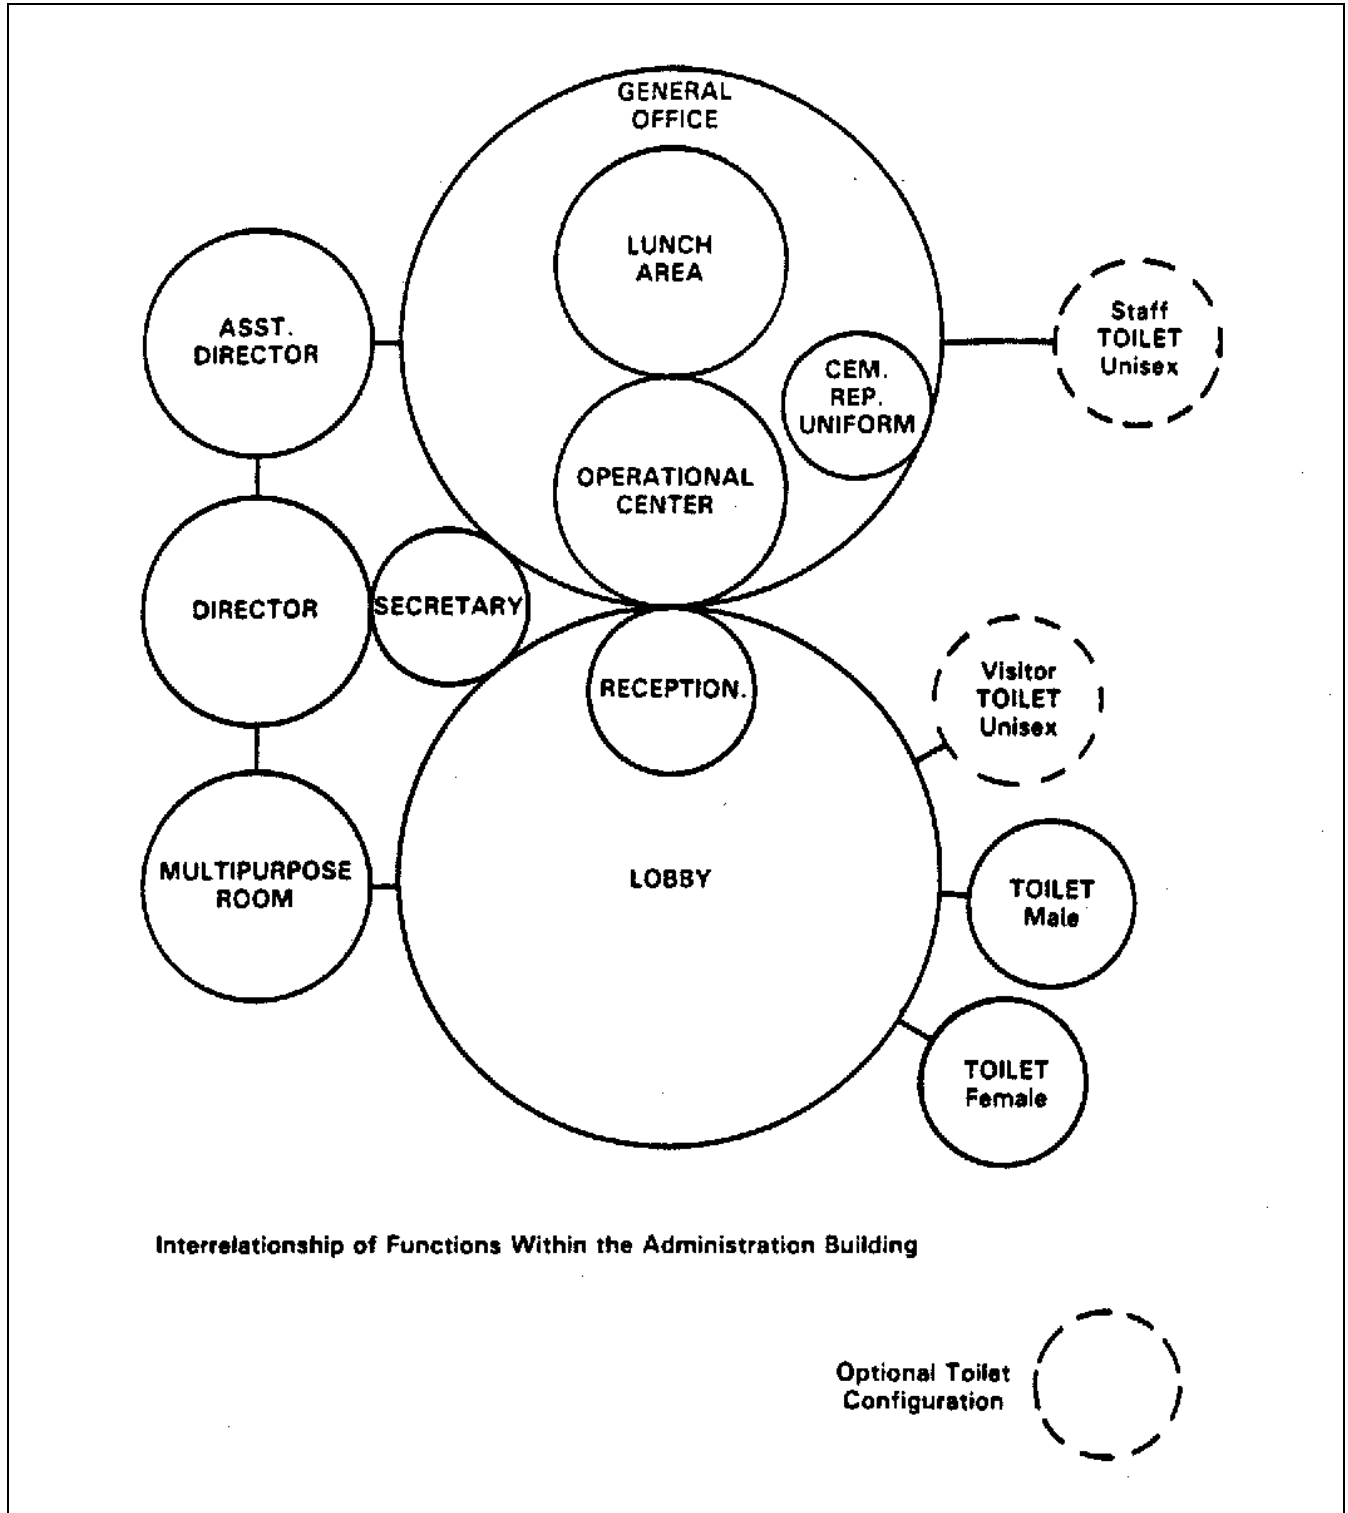 GENERAL
OFFICE
LUNCH
AREA
ASST.
DIRECTOR
Staff
TOILET
Unisex
CEM.
REP.
UNIFORM
OPERATIONAL
CENTER
DIRECTOR
SECRETARY
RECEPTION.
Visitor
TOILET
Unisex
MULTIPURPOSE
ROOM
LOBBY
TOILET
Male
TOILET
Female
Interrelationship of Functions Within the Administration Building
Optional Toilet
Configuration